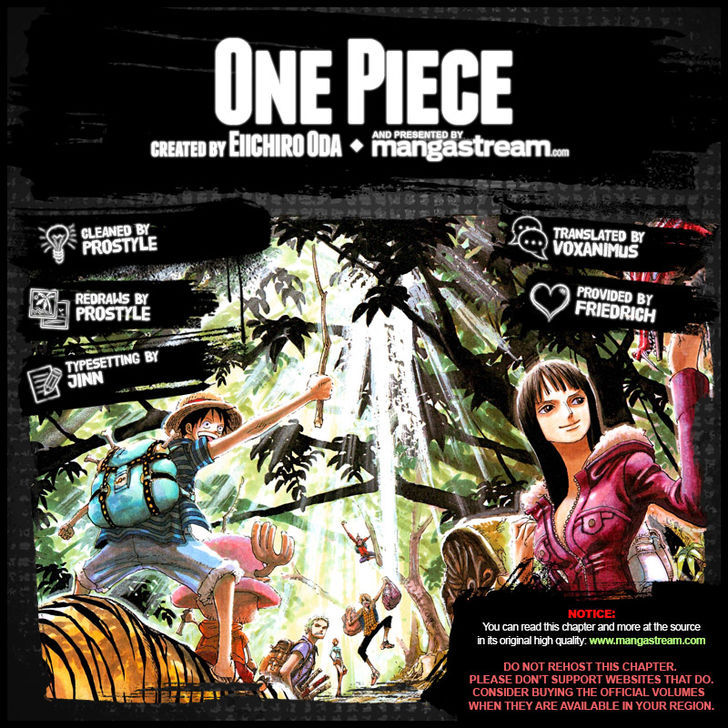 ONE PIECE
CREATED BY EIICHIRO ODA ◆ AND PRESENTED BY mangastream.com
CLEANED BY
PROSTYLE
REDRAWS BY
PROSTYLE
TYPESETTING BY
JINN
TRANSLATED BY
VOXANIMUS
PROVIDED BY
FRIEDRICH
NOTICE:
You can read this chapter and more at the source
in its original high quality: www.mangastream.com
DO NOT REHOST THIS CHAPTER.
PLEASE DON'T SUPPORT WEBSITES THAT DO.
CONSIDER BUYING THE OFFICIAL VOLUMES
WHEN THEY ARE AVAILABLE IN YOUR REGION.